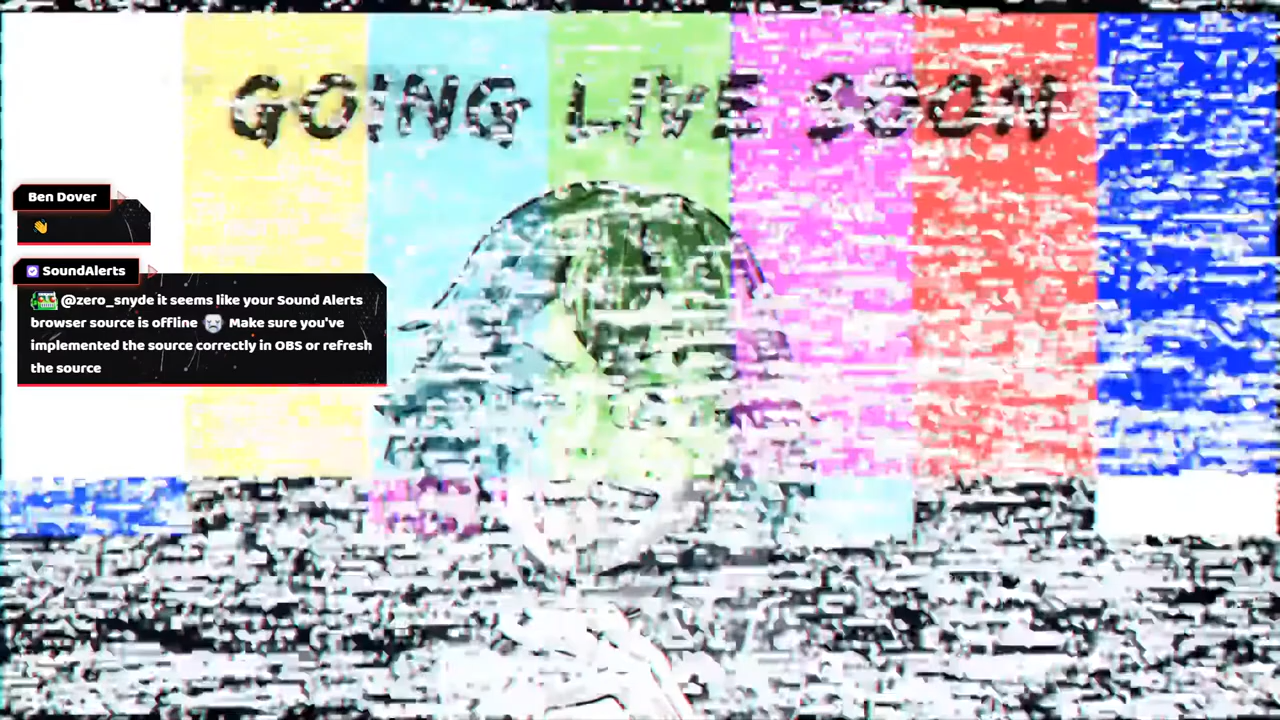 GOING LIVE SOON
Ben Dover
👋
SoundAlerts
@zero_snyde it seems like your Sound Alerts
browser source is offline Make sure you've
implemented the source correctly in OBS or refresh
the source